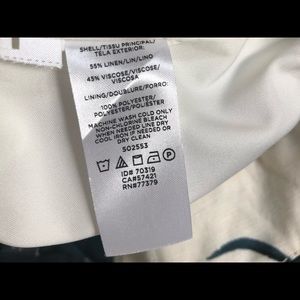 SHELL/TISSU PRINCIPAL/
TELA EXTERIOR:
55% LINEN/LIN/LINO
45% VISCOSE/VISCOSE/
VISCOSA
LINING/DOUBLURE/FORRO:
100% POLYESTER/
POLYESTER/POLIÉSTER
MACHINE WASH COLD ONLY
NON-CHLORINE BLEACH
WHEN NEEDED LINE DRY
COOL IRON IF NEEDED OR
DRY CLEAN
S02553
ID# 70319
CA#57421
RN#77379